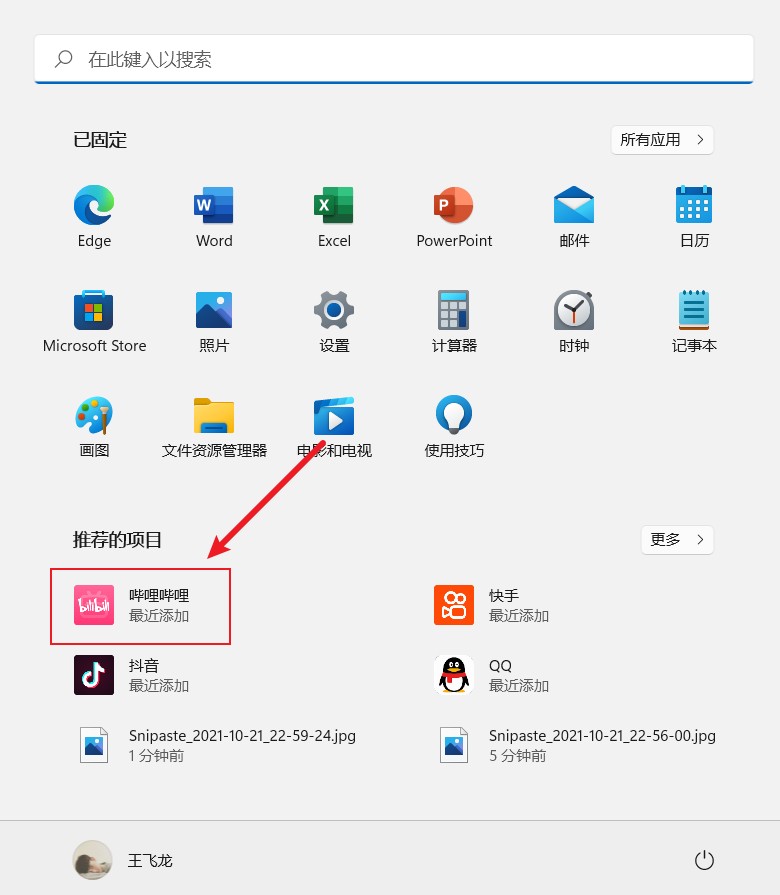 在此键入以搜索
已固定
所有应用
Edge
Word
Excel
PowerPoint
邮件
日历
Microsoft Store
照片
设置
计算器
时钟
记事本
画图
文件资源管理器
电影和电视
使用技巧
推荐的项目
更多
bilibili
哔哩哔哩
最近添加
快手
最近添加
抖音
最近添加
QQ
最近添加
Snipaste_2021-10-21_22-59-24.jpg
1 分钟前
Snipaste_2021-10-21_22-56-00.jpg
5 分钟前
王飞龙